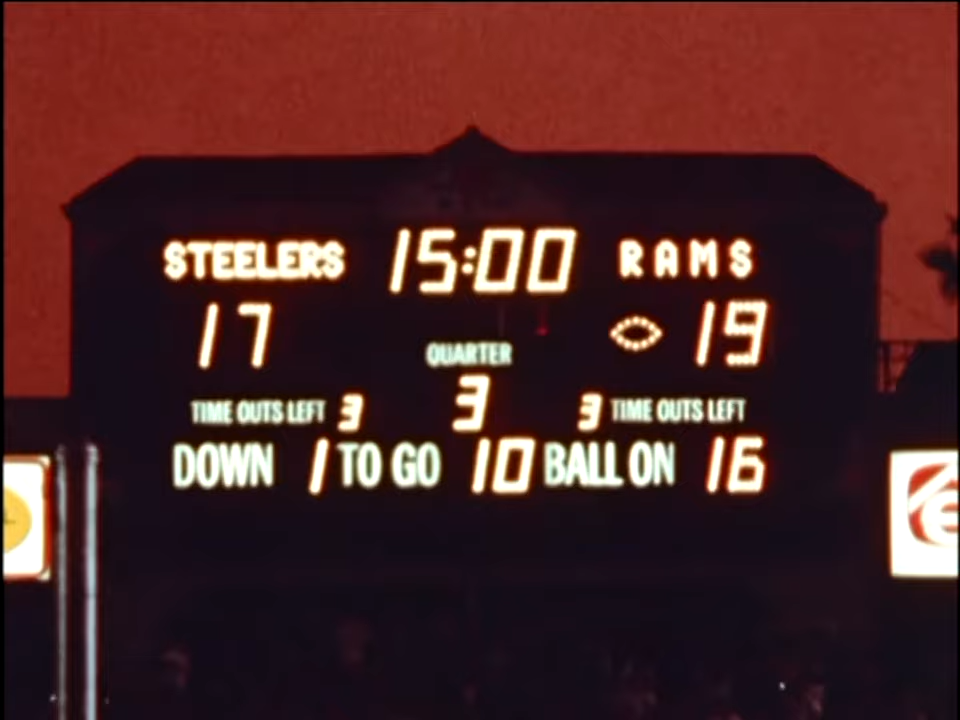 STEELERS 15:00 RAMS
17 19
QUARTER
3
TIME OUTS LEFT 3 3 TIME OUTS LEFT
DOWN 1 TO GO 10 BALL ON 16